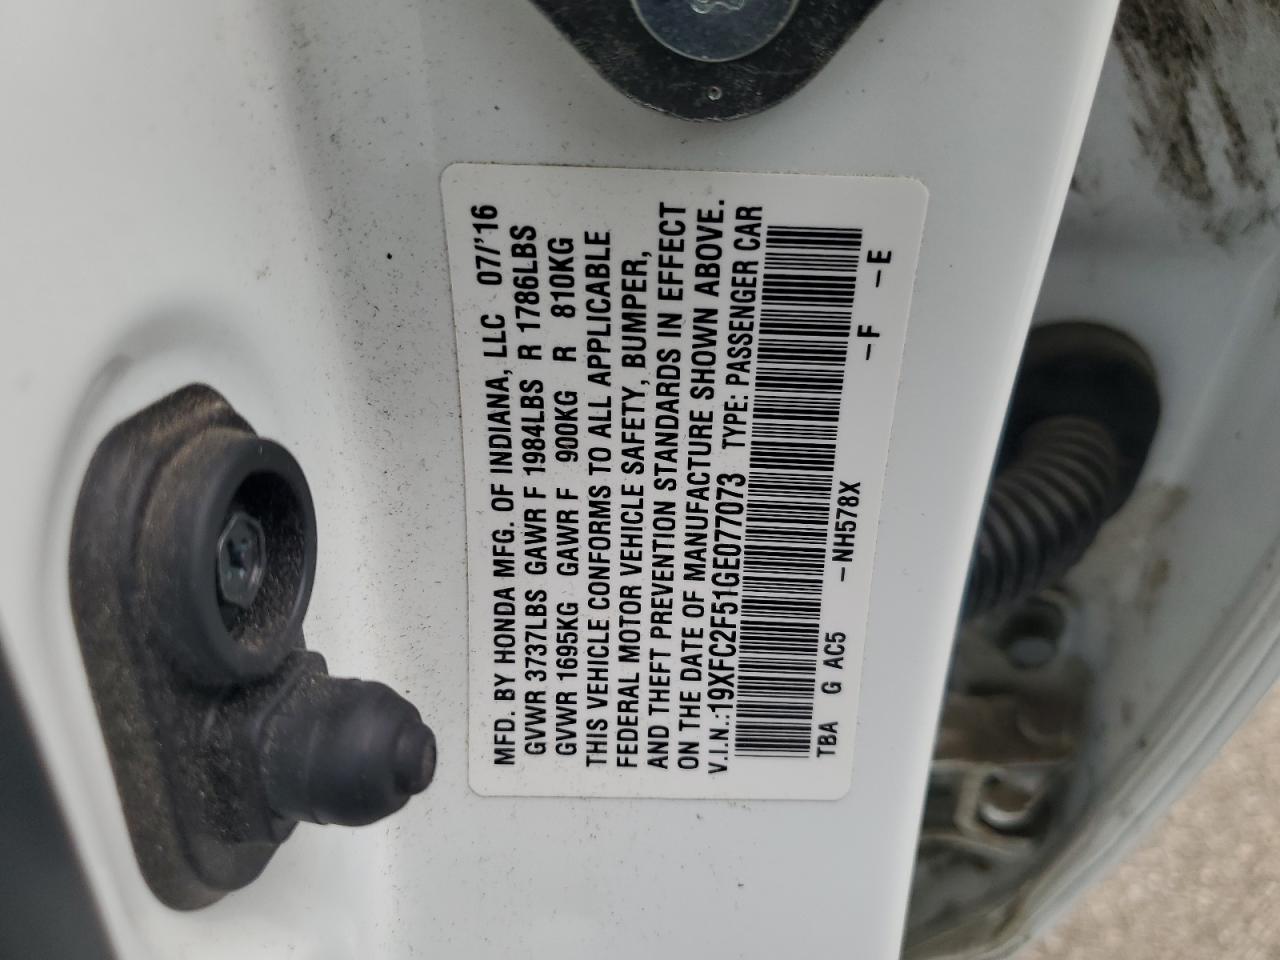 MFD. BY HONDA MFG. OF INDIANA, LLC 07/'16
GVWR 3737LBS GAWR F 1984LBS R 1786LBS
GVWR 1695KG GAWR F 900KG R 810KG
THIS VEHICLE CONFORMS TO ALL APPLICABLE
FEDERAL MOTOR VEHICLE SAFETY, BUMPER,
AND THEFT PREVENTION STANDARDS IN EFFECT
ON THE DATE OF MANUFACTURE SHOWN ABOVE.
V.I.N.:19XFC2F51GE077073 TYPE: PASSENGER CAR
TBA G AC5 -NH578X -F -E